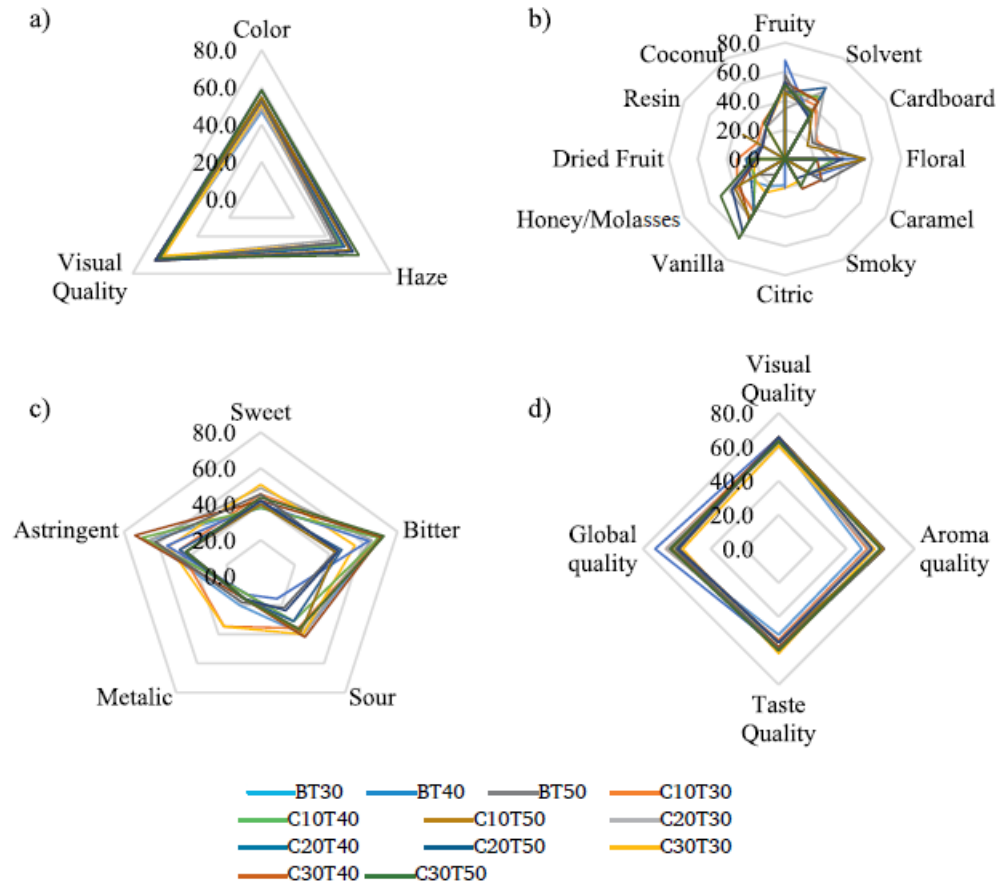 a)
Color
80.0
60.0
40.0
20.0
0.0
Visual
Quality
Haze
b)
Fruity
80.0
60.0
40.0
20.0
0.0
Solvent
Cardboard
Floral
Caramel
Smoky
Citric
Vanilla
Honey/Molasses
Dried Fruit
Resin
Coconut
c)
Sweet
80.0
60.0
40.0
20.0
0.0
Bitter
Sour
Metalic
Astringent
d)
Visual
Quality
80.0
60.0
40.0
20.0
0.0
Aroma
quality
Taste
Quality
Global
quality
BT30 BT40 BT50 C10T30
C10T40 C10T50 C20T30
C20T40 C20T50 C30T30
C30T40 C30T50